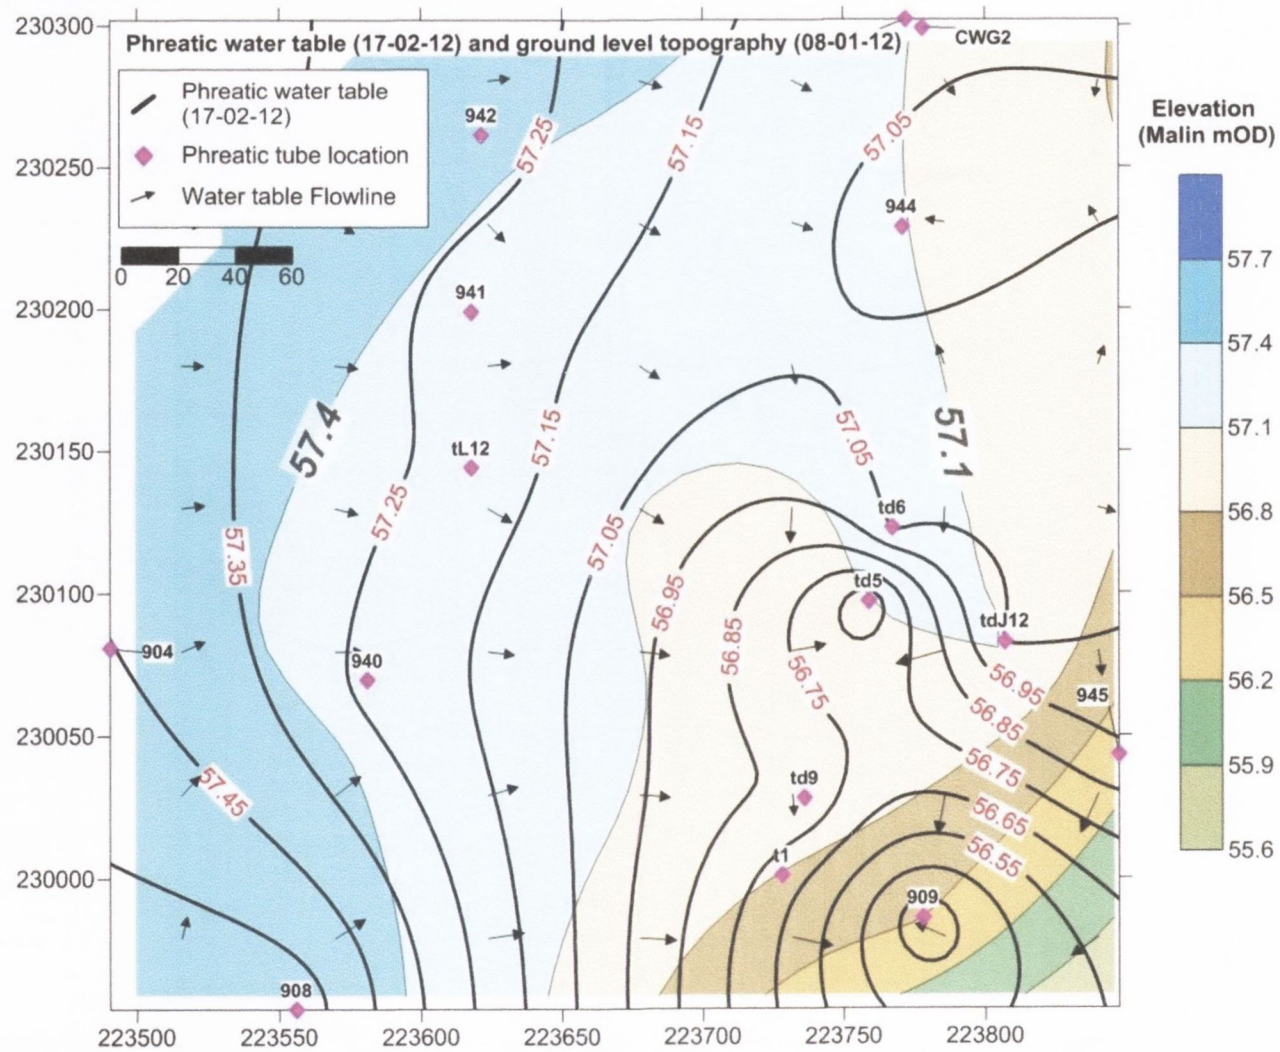 Phreatic water table (17-02-12) and ground level topography (08-01-12)
Phreatic water table
(17-02-12)
Phreatic tube location
Water table Flowline
0 20 40 60
230300
230250
230200
230150
230100
230050
230000
223500 223550 223600 223650 223700 223750 223800
CWG2
942
57.25
57.15
57.05
944
941
57.4
tL12
57.15
57.05
57.1
57.25
57.35
57.05
td6
td5
56.95
56.85
tdJ12
904
940
56.75
56.95
945
56.85
57.45
td9
56.75
56.65
t1
56.55
909
908
Elevation
(Malin mOD)
57.7
57.4
57.1
56.8
56.5
56.2
55.9
55.6